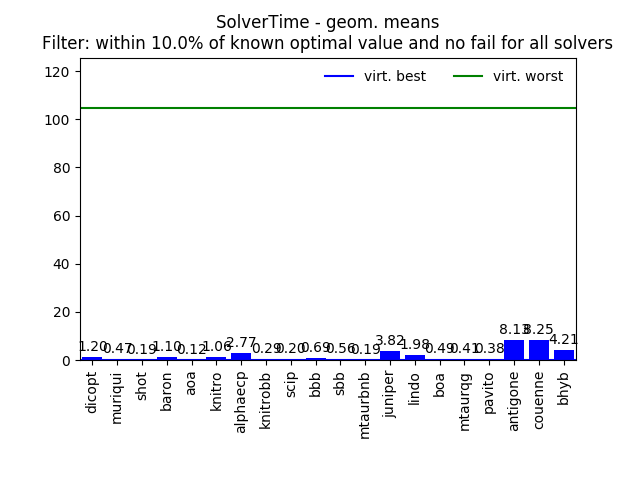 SolverTime - geom. means
Filter: within 10.0% of known optimal value and no fail for all solvers
virt. best
virt. worst
120
100
80
60
40
20
0
1.20
0.47
0.19
1.10
0.12
1.06
2.77
0.29
0.20
0.69
0.56
0.19
3.82
1.98
0.49
0.41
0.38
8.13
8.25
4.21
dicopt
muriqui
shot
baron
aoa
knitro
alphaecp
knitrobb
scip
bbb
sbb
mtaurbnb
juniper
lindo
boa
mtaurqg
pavito
antigone
couenne
bhyb